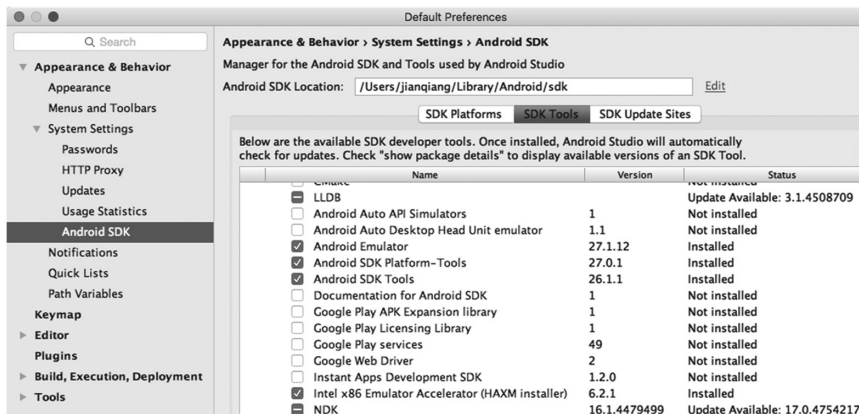 Default Preferences
Search
Appearance & Behavior
Appearance
Menus and Toolbars
System Settings
Passwords
HTTP Proxy
Updates
Usage Statistics
Android SDK
Notifications
Quick Lists
Path Variables
Keymap
Editor
Plugins
Build, Execution, Deployment
Tools
Appearance & Behavior › System Settings › Android SDK
Manager for the Android SDK and Tools used by Android Studio
Android SDK Location: /Users/jianqiang/Library/Android/sdk Edit
SDK Platforms SDK Tools SDK Update Sites
Below are the available SDK developer tools. Once installed, Android Studio will automatically
check for updates. Check "show package details" to display available versions of an SDK Tool.
Name Version Status
CMake Not installed
LLDB Update Available: 3.1.4508709
Android Auto API Simulators 1 Not installed
Android Auto Desktop Head Unit emulator 1.1 Not installed
Android Emulator 27.1.12 Installed
Android SDK Platform-Tools 27.0.1 Installed
Android SDK Tools 26.1.1 Installed
Documentation for Android SDK 1 Not installed
Google Play APK Expansion library 1 Not installed
Google Play Licensing Library 1 Not installed
Google Play services 49 Not installed
Google Web Driver 2 Not installed
Instant Apps Development SDK 1.2.0 Not installed
Intel x86 Emulator Accelerator (HAXM installer) 6.2.1 Installed
NDK 16.1.4479499 Update Available: 17.0.4754217